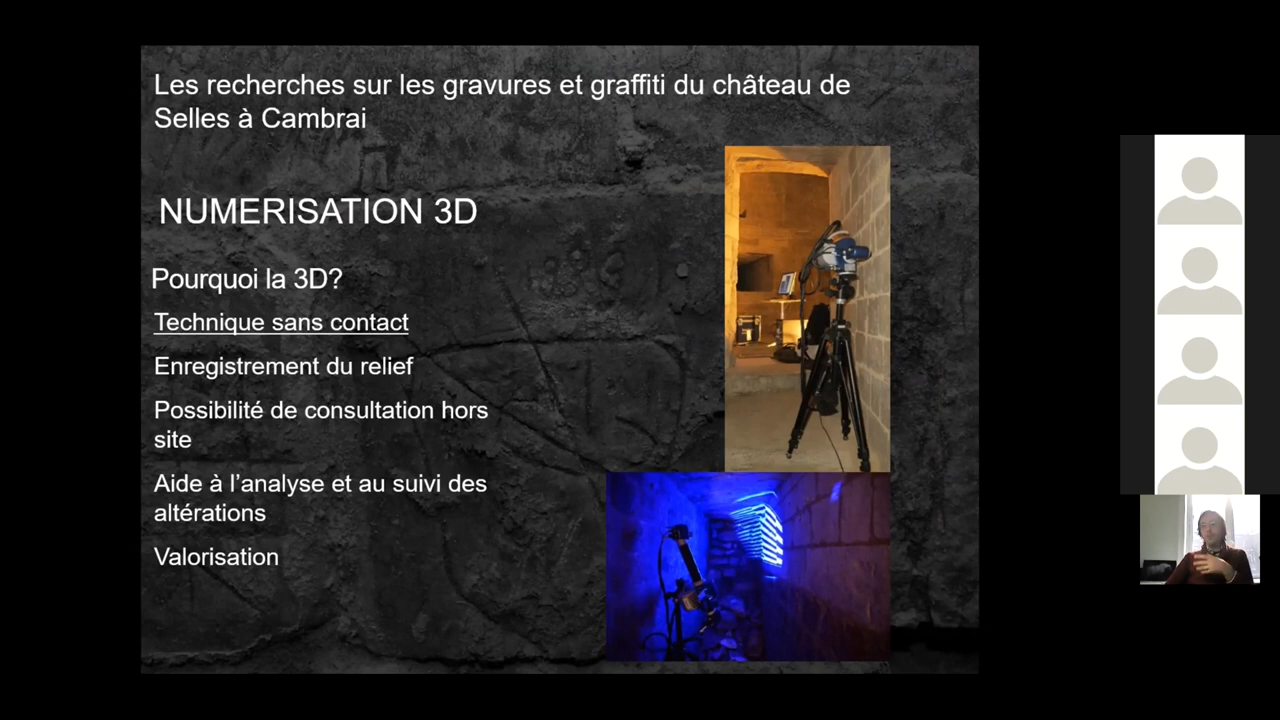 Les recherches sur les gravures et graffiti du château de
Selles à Cambrai
NUMERISATION 3D
Pourquoi la 3D?
Technique sans contact
Enregistrement du relief
Possibilité de consultation hors
site
Aide à l’analyse et au suivi des
altérations
Valorisation